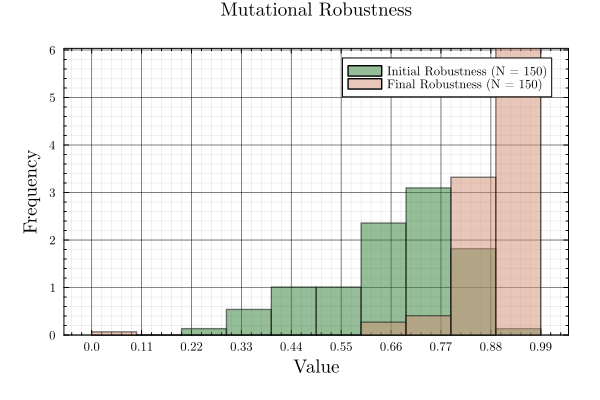 Mutational Robustness
Initial Robustness (N = 150)
Final Robustness (N = 150)
Frequency
6
5
4
3
2
1
0
0.0 0.11 0.22 0.33 0.44 0.55 0.66 0.77 0.88 0.99
Value